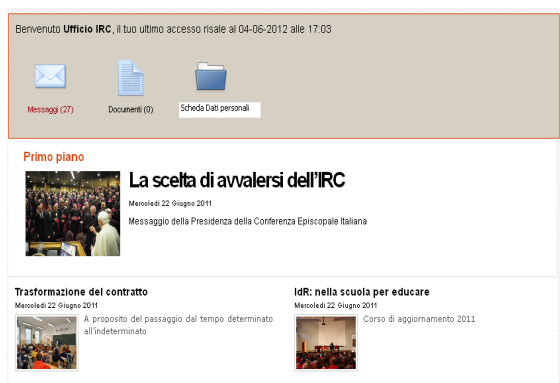 Benvenuto Ufficio IRC, il tuo ultimo accesso risale al 04-06-2012 alle 17:03
Messaggi (27)
Documenti (0)
Scheda Dati personali
Primo piano
La scelta di avvalersi dell'IRC
Mercoledì 22 Giugno 2011
Messaggio della Presidenza della Conferenza Episcopale Italiana
Trasformazione del contratto
Mercoledì 22 Giugno 2011
A proposito del passaggio dal tempo determinato
all'indeterminato
IdR: nella scuola per educare
Mercoledì 22 Giugno 2011
Corso di aggiornamento 2011